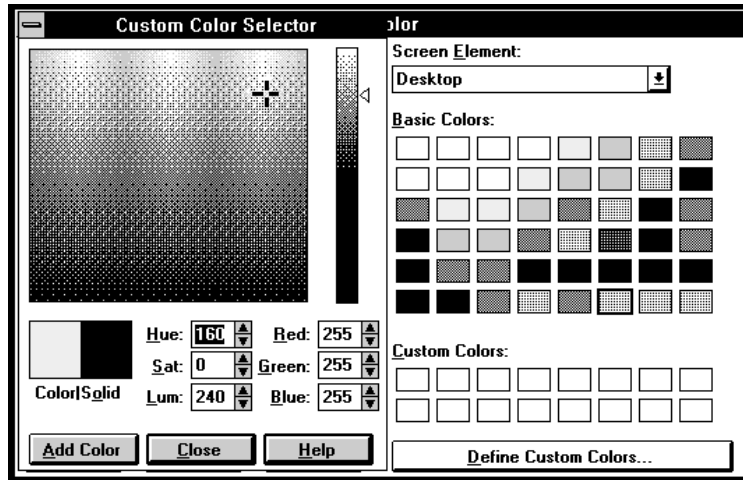 Custom Color Selector
olor
Screen Element:
Desktop
Basic Colors:
Hue: 160
Red: 255
Sat: 0
Green: 255
Color|Solid
Lum: 240
Blue: 255
Custom Colors:
Add Color
Close
Help
Define Custom Colors...